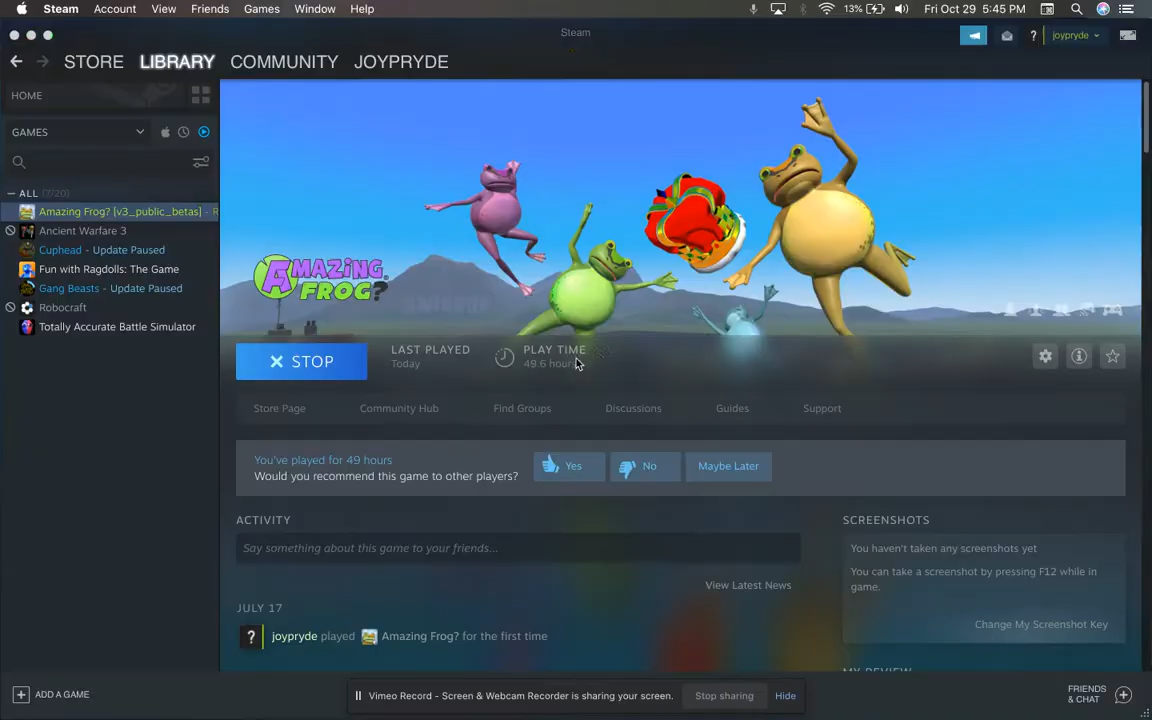 Steam Account View Friends Games Window Help 13% Fri Oct 29 5:45 PM
Steam
? joypryde
STORE LIBRARY COMMUNITY JOYPRYDE
HOME
GAMES
— ALL (7/20)
Amazing Frog? [v3_public_betas] - R
Ancient Warfare 3
Cuphead - Update Paused
Fun with Ragdolls: The Game
Gang Beasts - Update Paused
Robocraft
Totally Accurate Battle Simulator
AMAZING
FROG?
STOP
LAST PLAYED
Today
PLAY TIME
49.6 hours
Store Page Community Hub Find Groups Discussions Guides Support
You've played for 49 hours
Would you recommend this game to other players?
Yes No Maybe Later
ACTIVITY
Say something about this game to your friends...
View Latest News
JULY 17
? joypryde played Amazing Frog? for the first time
SCREENSHOTS
You haven't taken any screenshots yet
You can take a screenshot by pressing F12 while in
game.
Change My Screenshot Key
MY REVIEW
ADD A GAME
Vimeo Record - Screen & Webcam Recorder is sharing your screen. Stop sharing Hide
FRIENDS
& CHAT